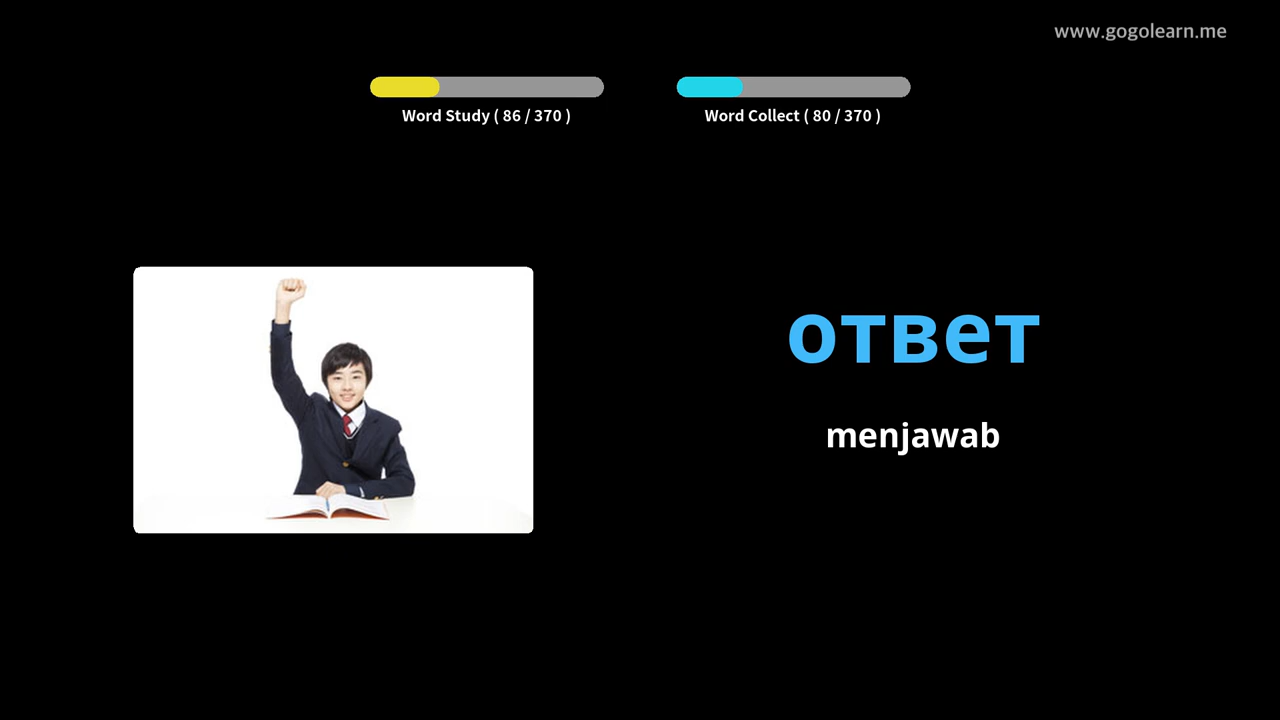 www.gogolearn.me
Word Study ( 86 / 370 )
Word Collect ( 80 / 370 )
ответ
menjawab